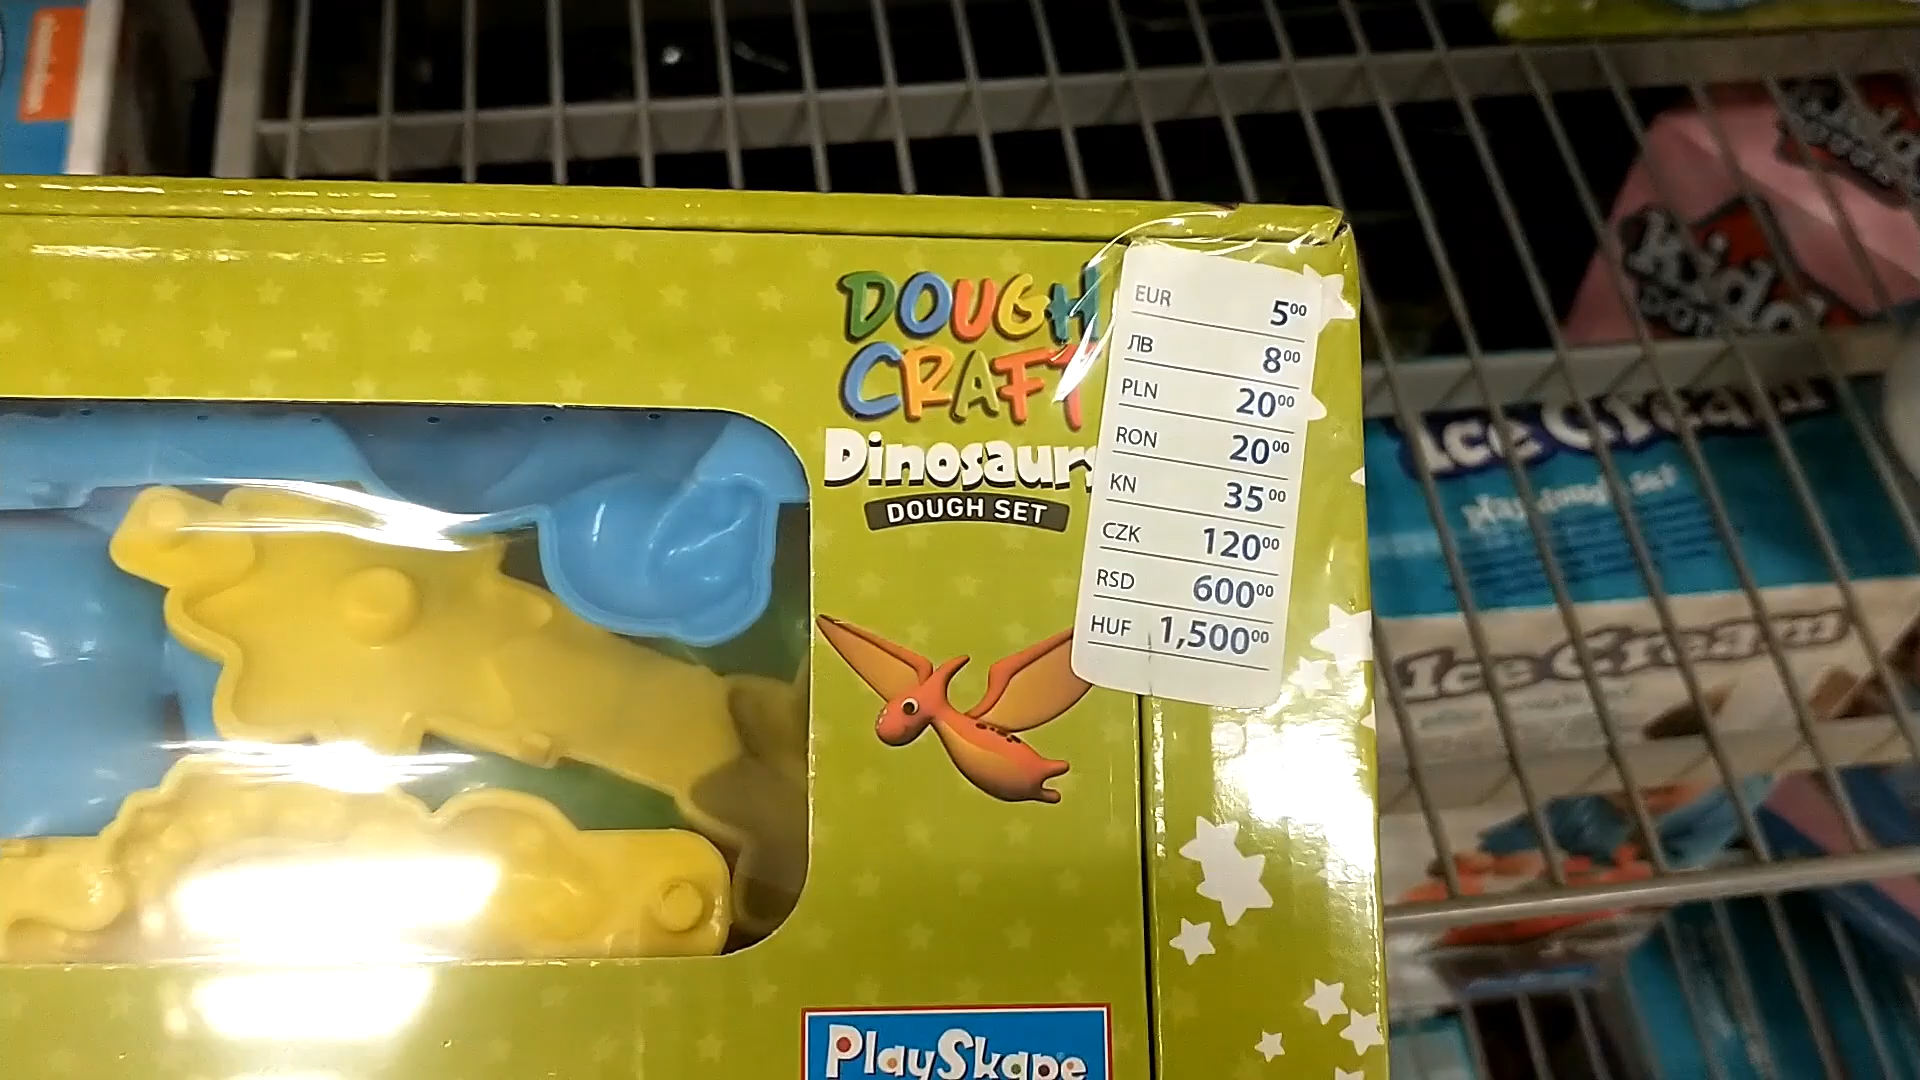 DOUGH
CRAFT
Dinosaurs
DOUGH SET
EUR 5⁰⁰
ЛВ 8⁰⁰
PLN 20⁰⁰
RON 20⁰⁰
KN 35⁰⁰
CZK 120⁰⁰
RSD 600⁰⁰
HUF 1,500⁰⁰
PlaySkape
Kido
Ice Cream
Ice Cream